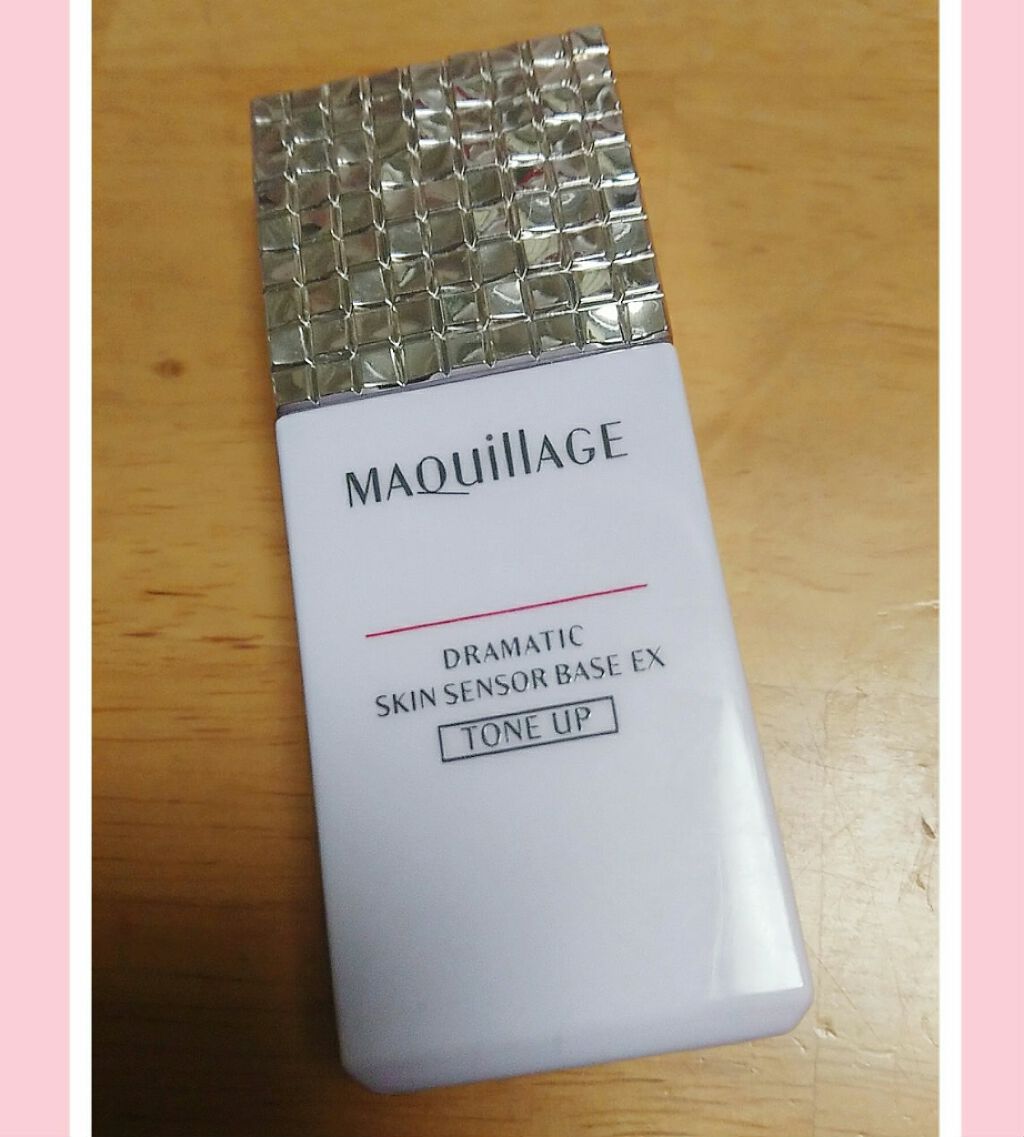 MAQuillAGE
DRAMATIC
SKIN SENSOR BASE EX
TONE UP